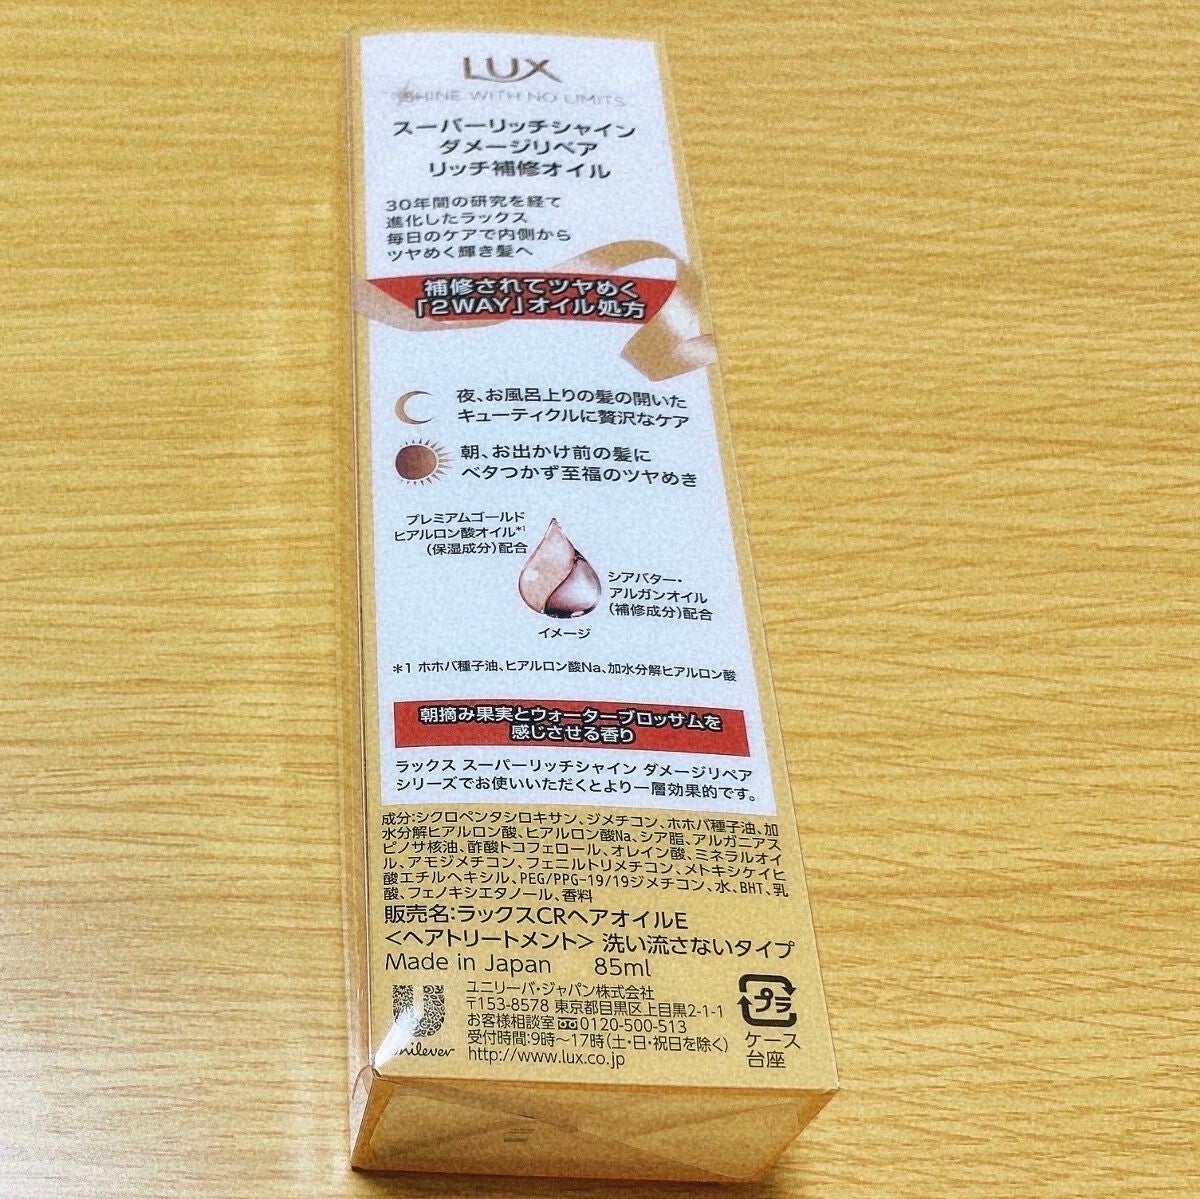 LUX
SHINE WITH NO LIMITS
スーパーリッチシャイン
ダメージリペア
リッチ補修オイル
30年間の研究を経て
進化したラックス
毎日のケアで内側から
ツヤめく輝き髪へ
補修されてツヤめく
「2WAY」オイル処方
夜、お風呂上りの髪の開いた
キューティクルに贅沢なケア
朝、お出かけ前の髪に
ベタつかず至福のツヤめき
プレミアムゴールド
ヒアルロン酸オイル*1
(保湿成分)配合
シアバター・
アルガンオイル
(補修成分)配合
イメージ
*1 ホホバ種子油、ヒアルロン酸Na、加水分解ヒアルロン酸
朝摘み果実とウォーターブロッサムを
感じさせる香り
ラックス スーパーリッチシャイン ダメージリペア
シリーズでお使いいただくとより一層効果的です。
成分:シクロペンタシロキサン、ジメチコン、ホホバ種子油、加
水分解ヒアルロン酸、ヒアルロン酸Na、シア脂、アルガニアス
ピノサ核油、酢酸トコフェロール、オレイン酸、ミネラルオイ
ル、アモジメチコン、フェニルトリメチコン、メトキシケイヒ
酸エチルヘキシル、PEG/PPG-19/19ジメチコン、水、BHT、乳
酸、フェノキシエタノール、香料
販売名:ラックスCRヘアオイルE
<ヘアトリートメント> 洗い流さないタイプ
Made in Japan 85ml
Unilever
ユニリーバ・ジャパン株式会社
〒153-8578 東京都目黒区上目黒2-1-1
お客様相談室 0120-500-513
受付時間:9時～17時(土・日・祝日を除く)
http://www.lux.co.jp
プラ
ケース
台座